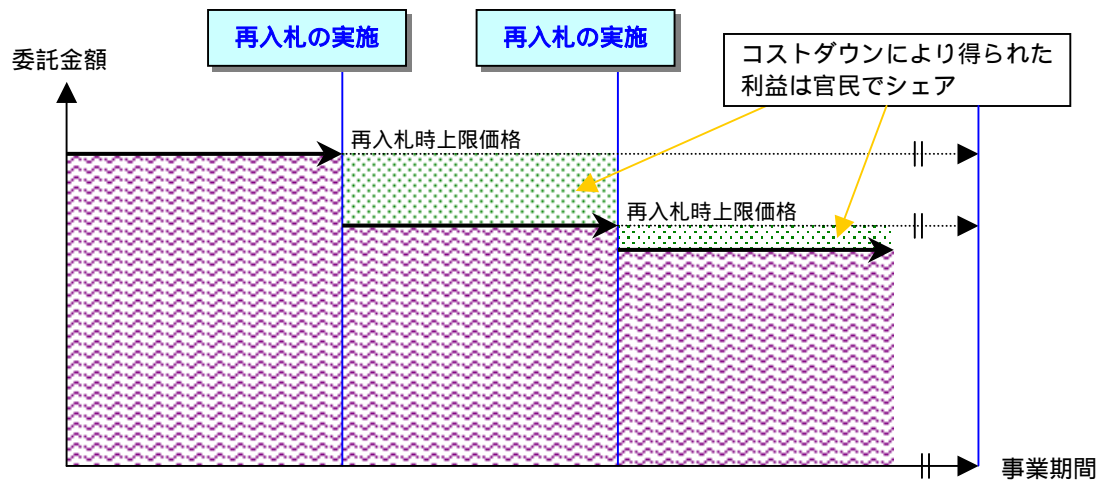 再入札の実施
再入札の実施
委託金額
コストダウンにより得られた
利益は官民でシェア
再入札時上限価格
再入札時上限価格
事業期間